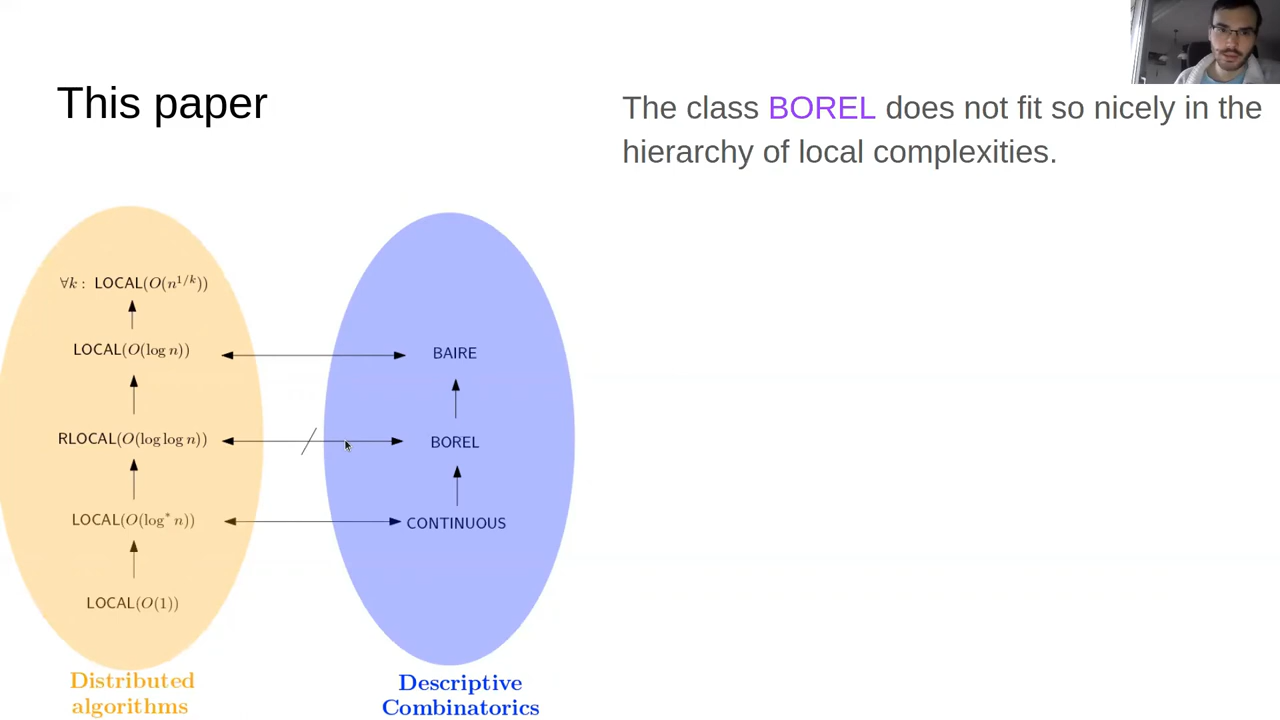 This paper
The class BOREL does not fit so nicely in the
hierarchy of local complexities.
∀k : LOCAL(O(n^{1/k}))
LOCAL(O(log n))
RLOCAL(O(log log n))
LOCAL(O(log* n))
LOCAL(O(1))
BAIRE
BOREL
CONTINUOUS
Distributed
algorithms
Descriptive
Combinatorics